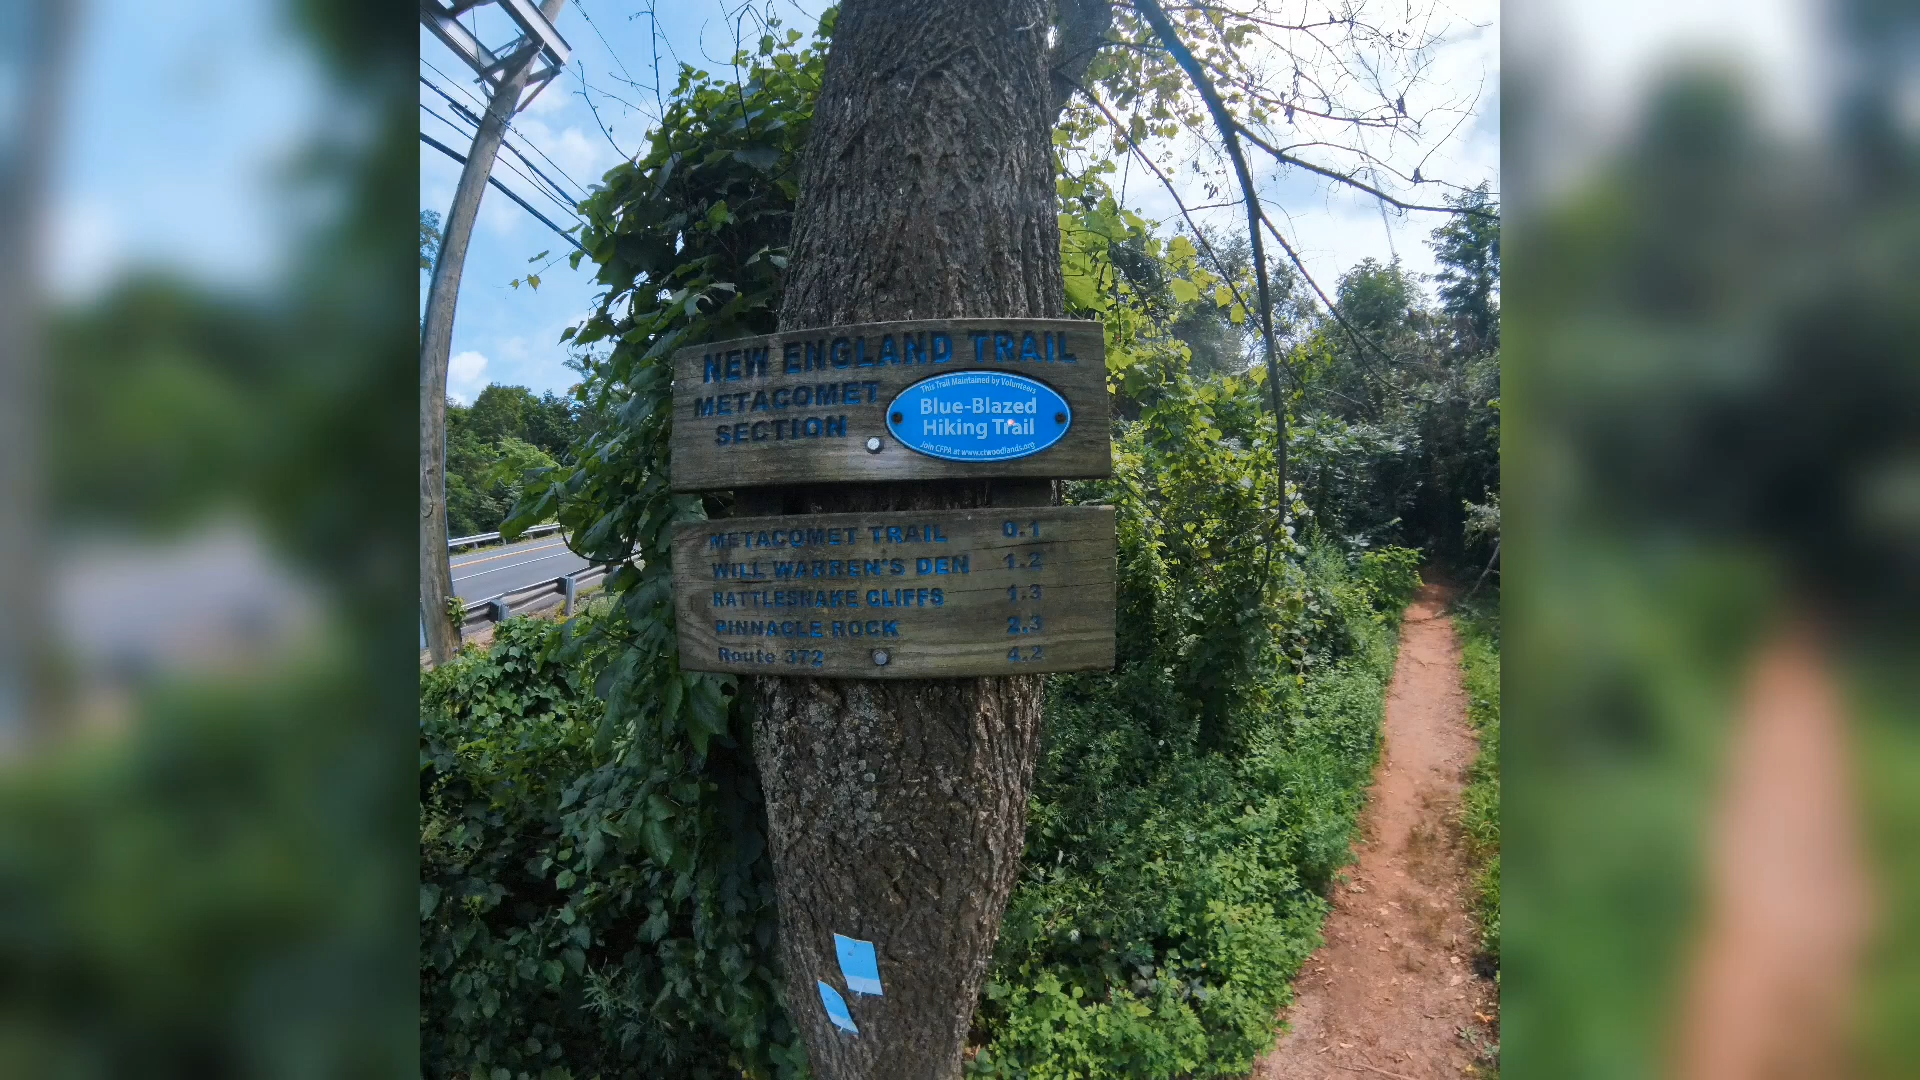 NEW ENGLAND TRAIL
METACOMET
SECTION
This Trail Maintained by Volunteers
Blue-Blazed
Hiking Trail
Join CFPA at www.ctwoodlands.org
METACOMET TRAIL 0.1
WILL WARREN'S DEN 1.2
RATTLESNAKE CLIFFS 1.3
PINNACLE ROCK 2.3
Route 372 4.2